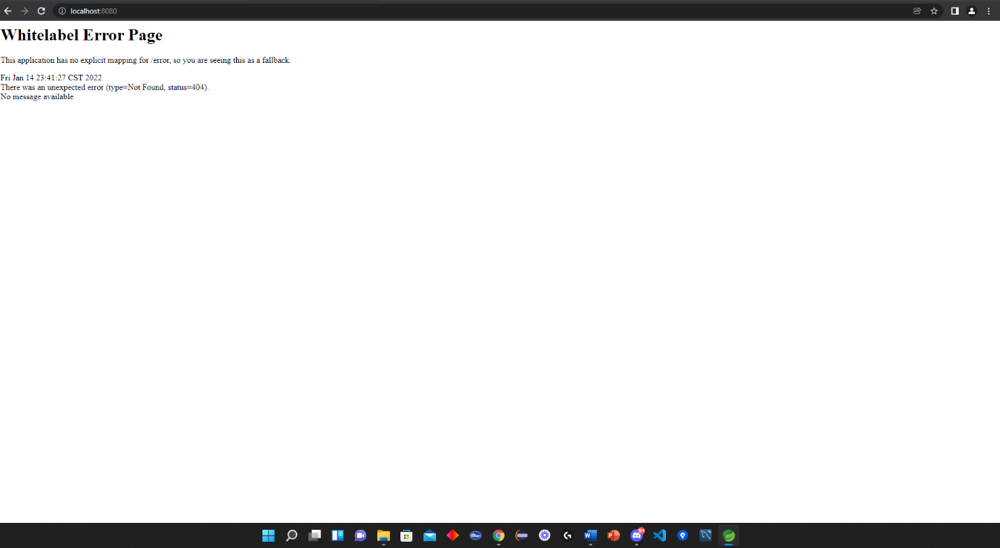 localhost:8080
Whitelabel Error Page
This application has no explicit mapping for /error, so you are seeing this as a fallback.
Fri Jan 14 23:41:27 CST 2022
There was an unexpected error (type=Not Found, status=404).
No message available
9+